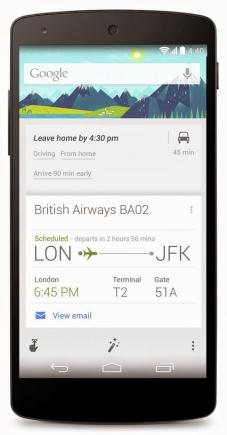 4:40
Google
Leave home by 4:30 pm
Driving From home
45 min
Arrive 90 min early
British Airways BA02
Scheduled - departs in 2 hours 56 mins
LON JFK
London Terminal Gate
6:45 PM T2 51A
View email